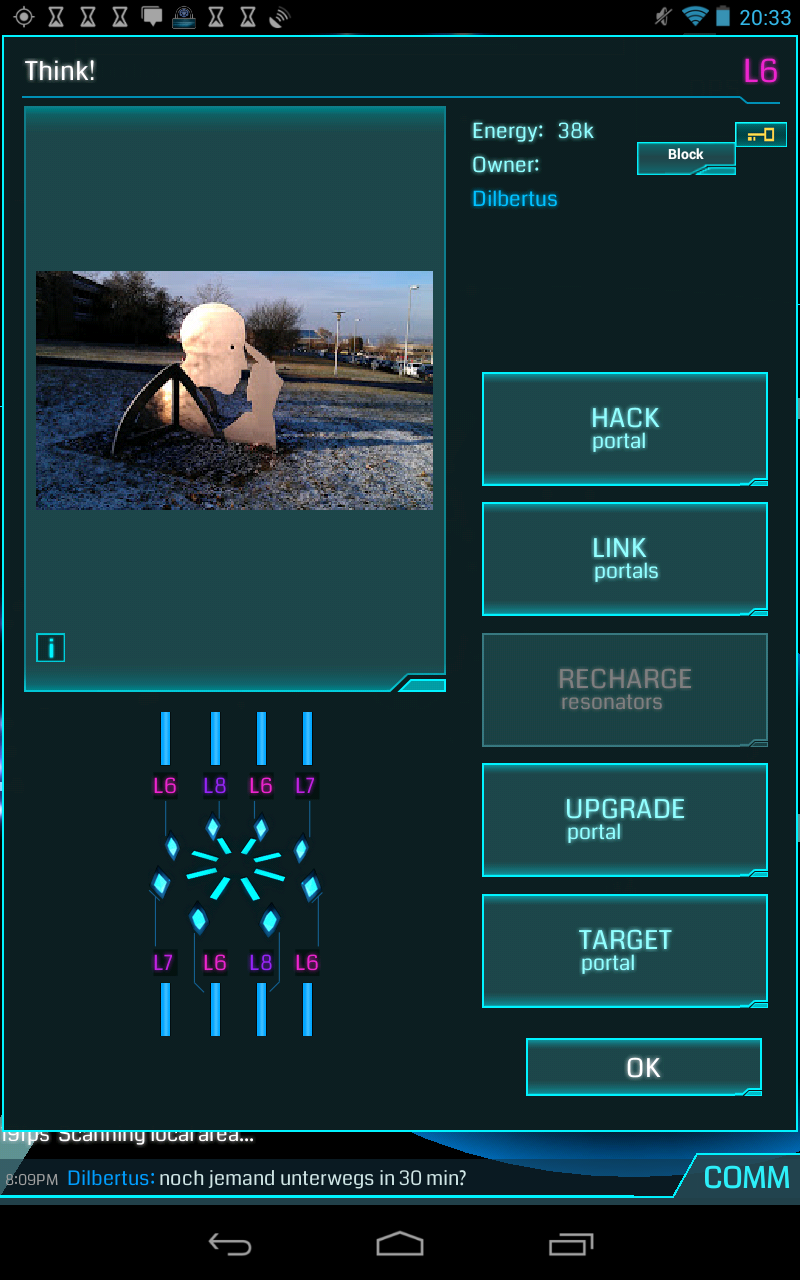 20:33
Think!
L6
Energy: 38k
Block
Owner:
Dilbertus
HACK
portal
LINK
portals
i
RECHARGE
resonators
L6 L8 L6 L7
UPGRADE
portal
L7 L6 L8 L6
TARGET
portal
OK
19fps Scanning local area...
8:09PM Dilbertus: noch jemand unterwegs in 30 min?
COMM